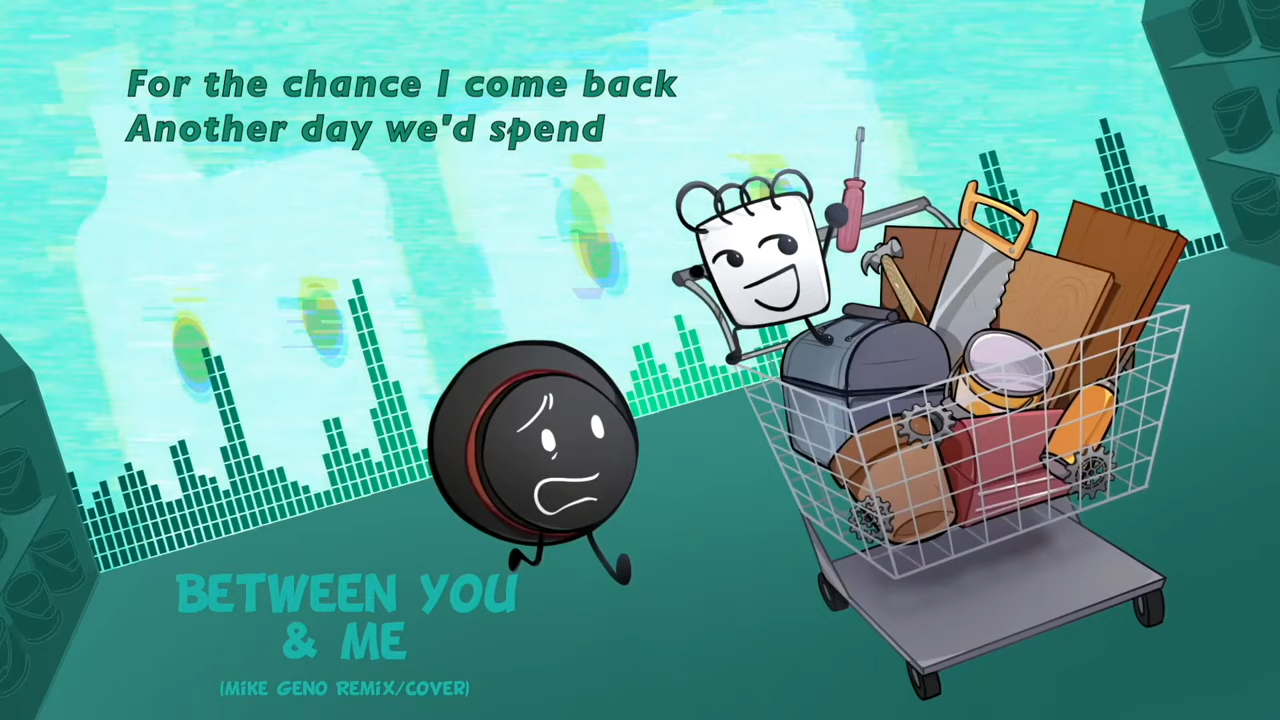 For the chance I come back
Another day we'd spend
BETWEEN YOU
& ME
(MIKE GENO REMIX/COVER)